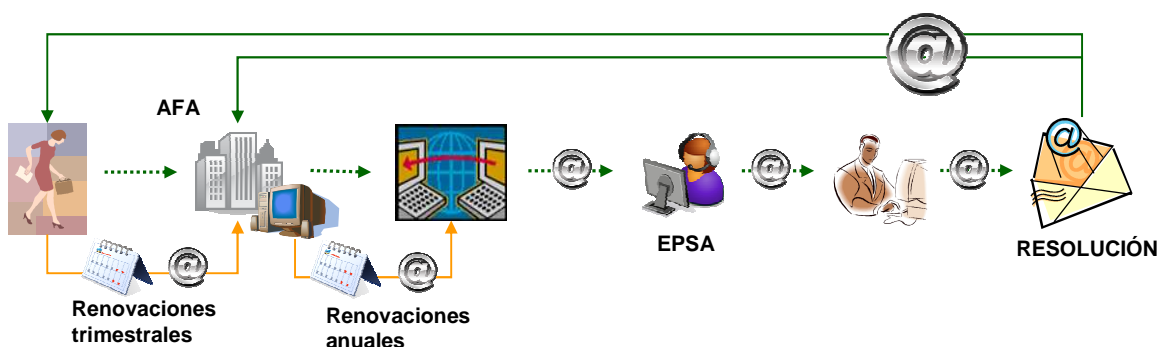 AFA
EPSA
RESOLUCIÓN
Renovaciones
trimestrales
Renovaciones
anuales